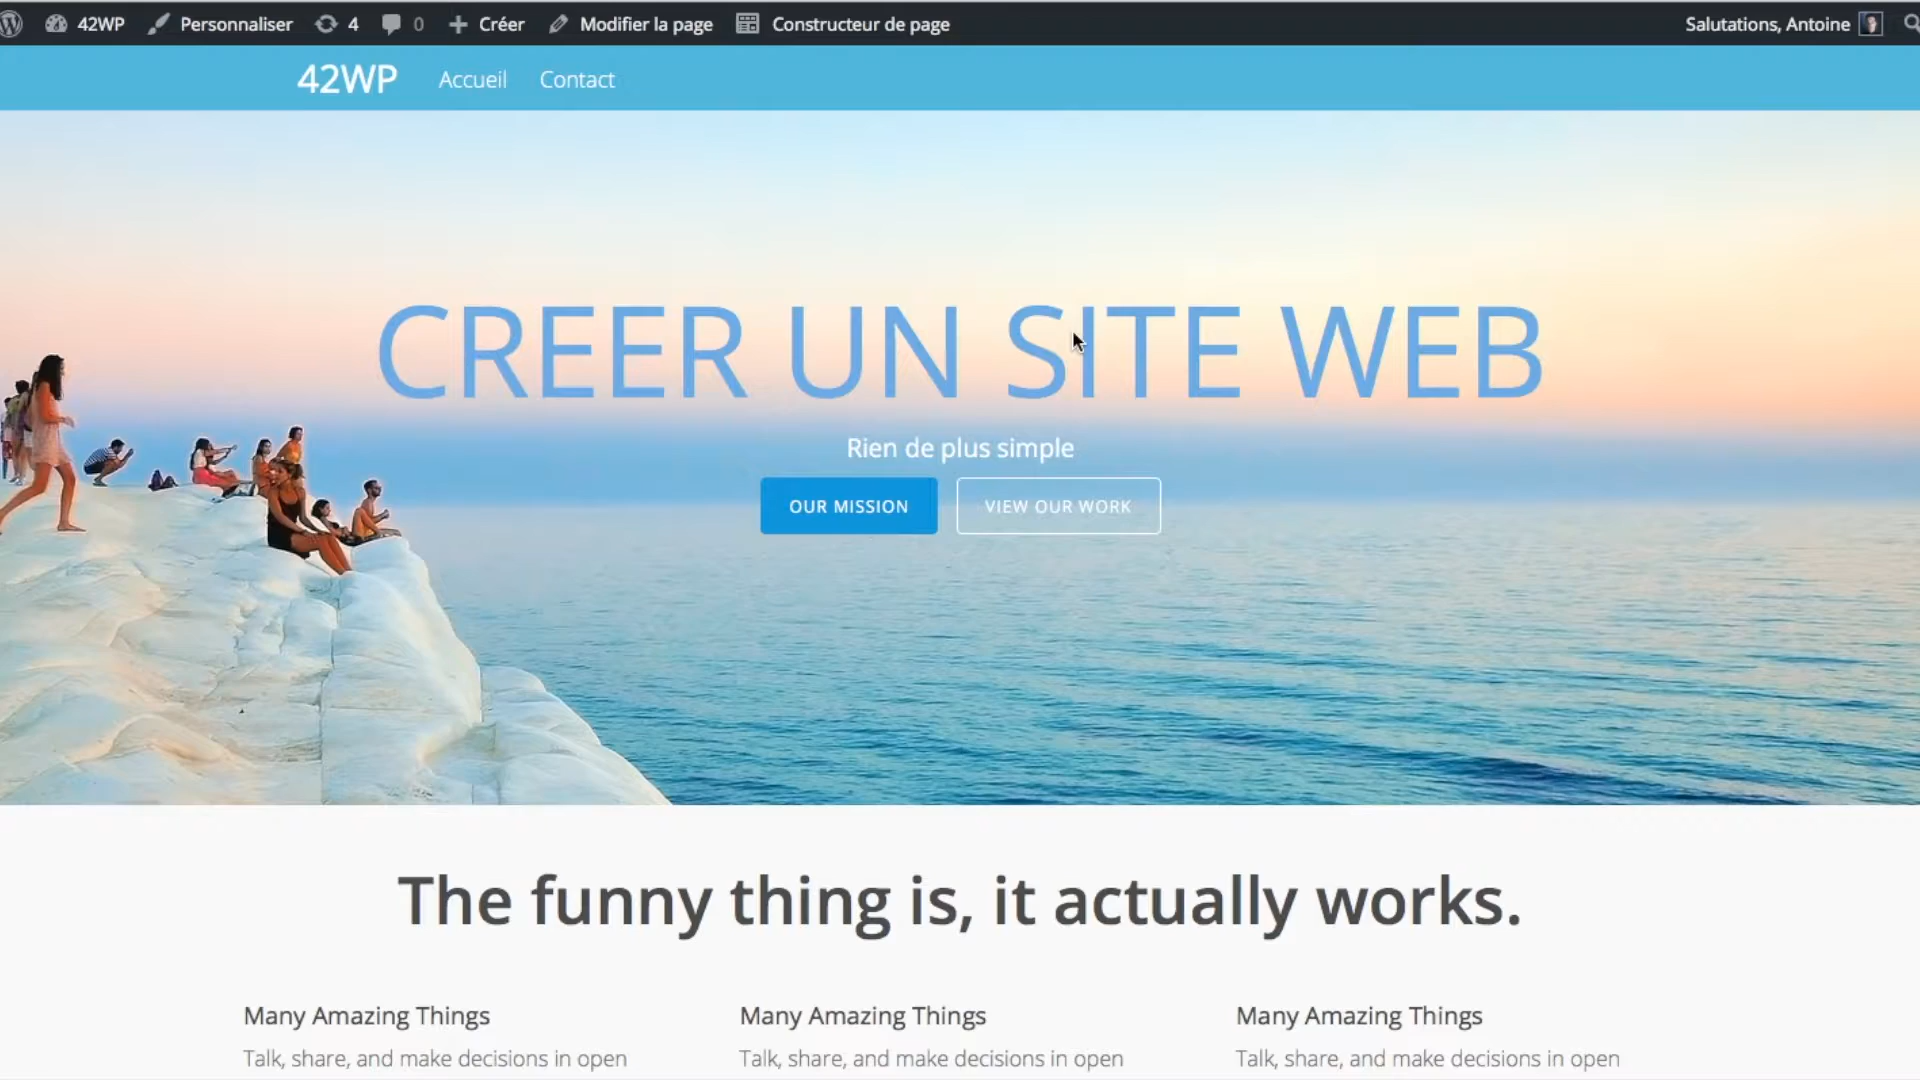 42WP Personnaliser 4 0 Créer Modifier la page Constructeur de page Salutations, Antoine
42WP Accueil Contact
CREER UN SITE WEB
Rien de plus simple
OUR MISSION VIEW OUR WORK
The funny thing is, it actually works.
Many Amazing Things Many Amazing Things Many Amazing Things
Talk, share, and make decisions in open Talk, share, and make decisions in open Talk, share, and make decisions in open